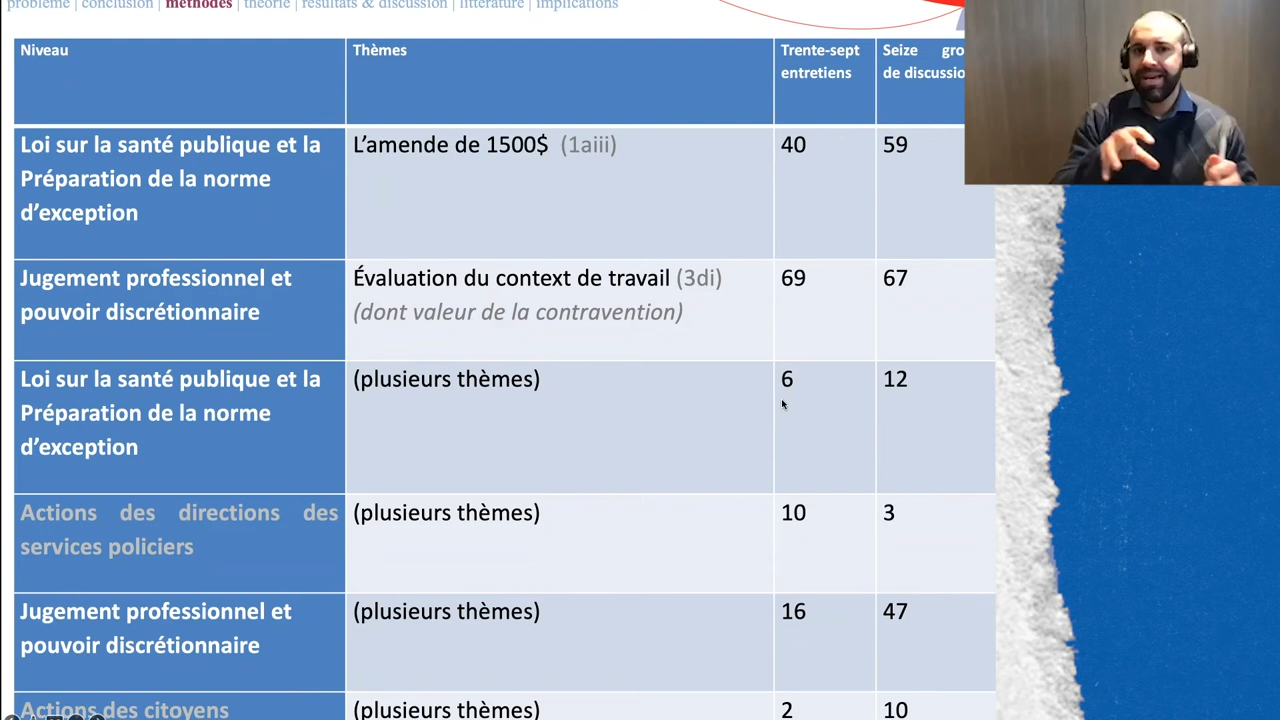 problème | conclusion | méthodes | théorie | résultats & discussion | littérature | implications
Niveau
Thèmes
Trente-sept
entretiens
Seize gro
de discussio
Loi sur la santé publique et la
Préparation de la norme
d’exception
L’amende de 1500$ (1aiii)
40
59
Jugement professionnel et
pouvoir discrétionnaire
Évaluation du context de travail (3di)
(dont valeur de la contravention)
69
67
Loi sur la santé publique et la
Préparation de la norme
d’exception
(plusieurs thèmes)
6
12
Actions des directions des
services policiers
(plusieurs thèmes)
10
3
Jugement professionnel et
pouvoir discrétionnaire
(plusieurs thèmes)
16
47
Actions des citoyens
(plusieurs thèmes)
2
10